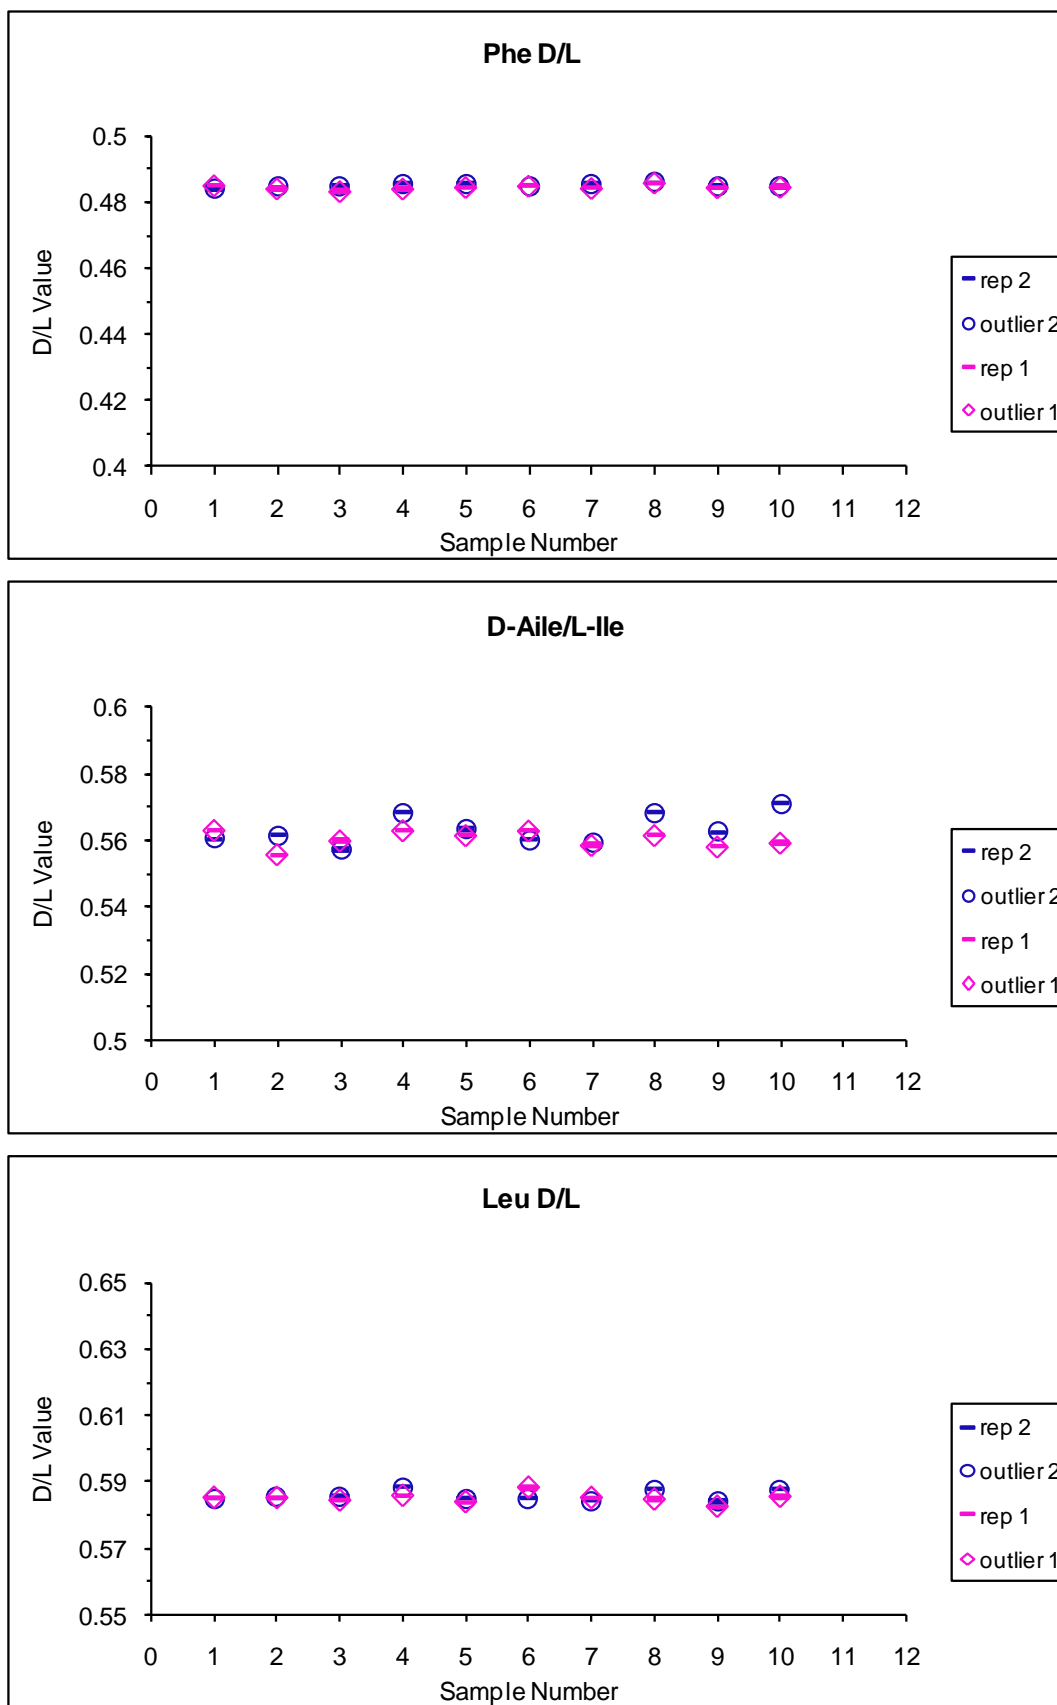 Phe D/L
0.5
0.48
0.46
0.44
0.42
0.4
D/L Value
0 1 2 3 4 5 6 7 8 9 10 11 12
Sample Number
rep 2
outlier 2
rep 1
outlier 1
D-Aile/L-Ile
0.6
0.58
0.56
0.54
0.52
0.5
D/L Value
0 1 2 3 4 5 6 7 8 9 10 11 12
Sample Number
rep 2
outlier 2
rep 1
outlier 1
Leu D/L
0.65
0.63
0.61
0.59
0.57
0.55
D/L Value
0 1 2 3 4 5 6 7 8 9 10 11 12
Sample Number
rep 2
outlier 2
rep 1
outlier 1